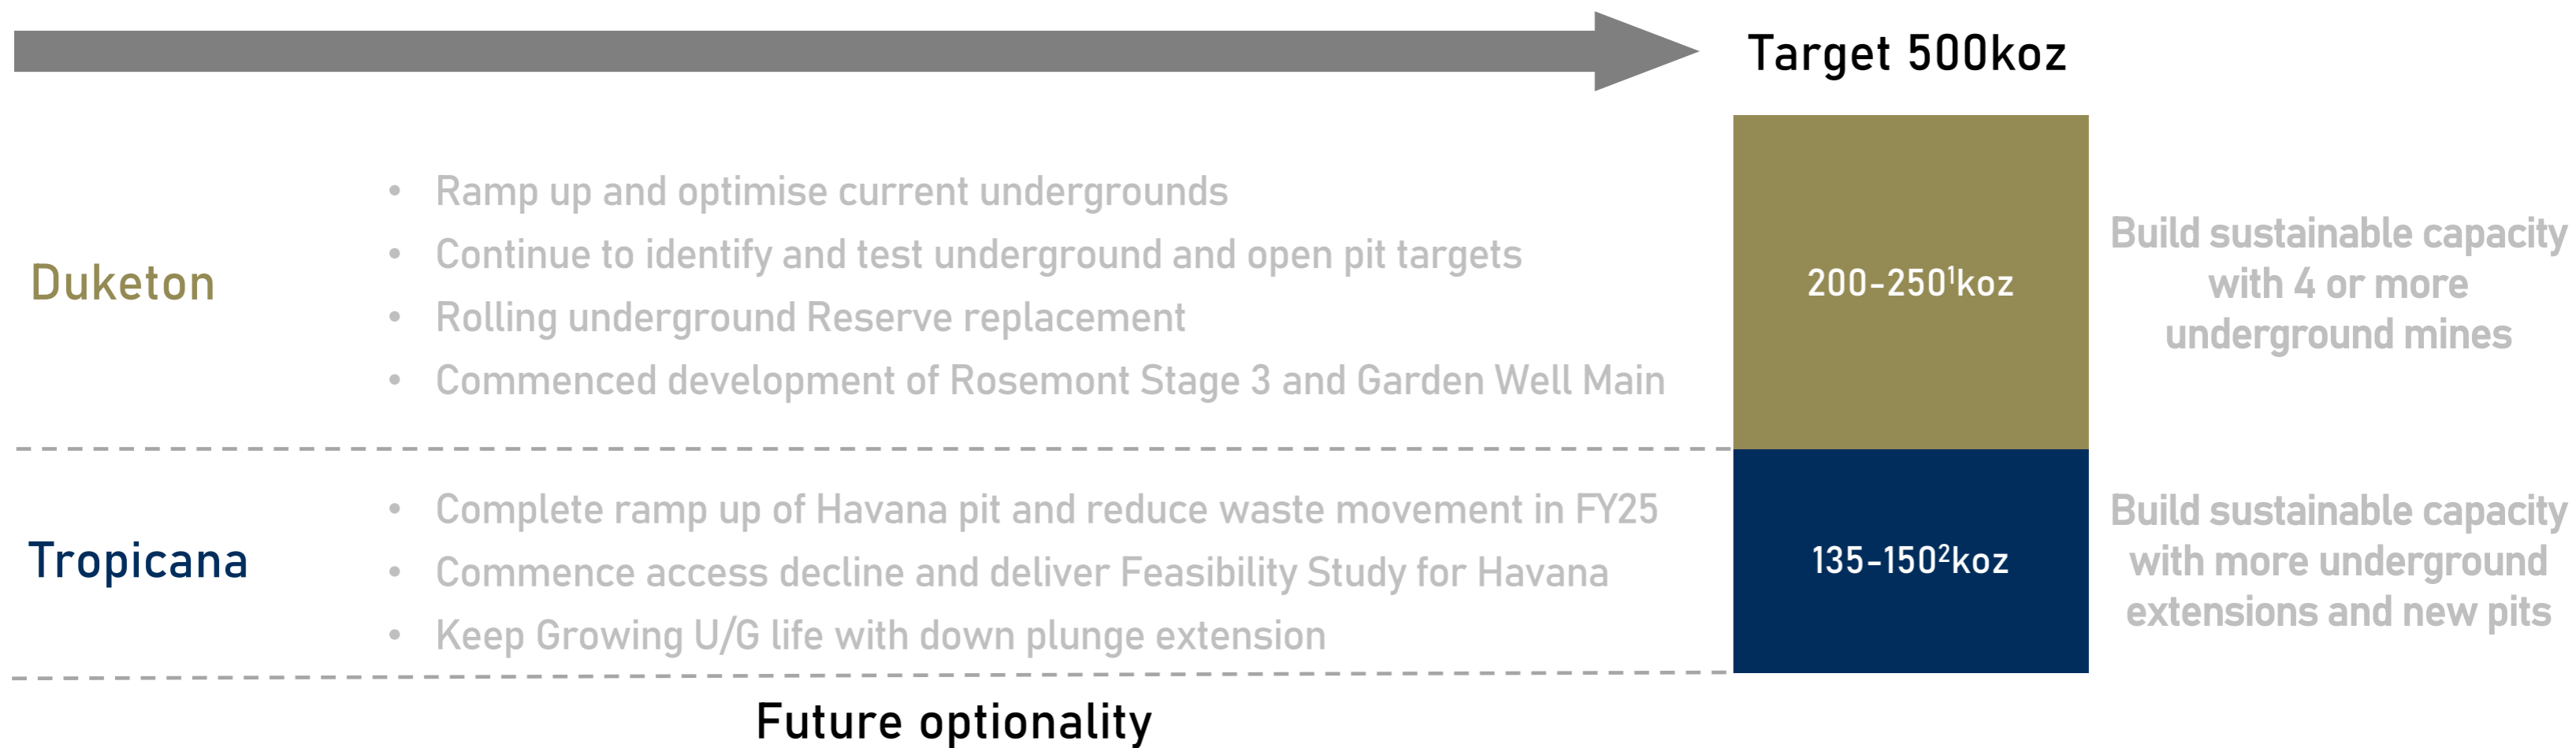 Target 500koz
Duketon
• Ramp up and optimise current undergrounds
• Continue to identify and test underground and open pit targets
• Rolling underground Reserve replacement
• Commenced development of Rosemont Stage 3 and Garden Well Main
200-250¹koz
Build sustainable capacity
with 4 or more
underground mines
Tropicana
• Complete ramp up of Havana pit and reduce waste movement in FY25
• Commence access decline and deliver Feasibility Study for Havana
• Keep Growing U/G life with down plunge extension
135-150²koz
Build sustainable capacity
with more underground
extensions and new pits
Future optionality